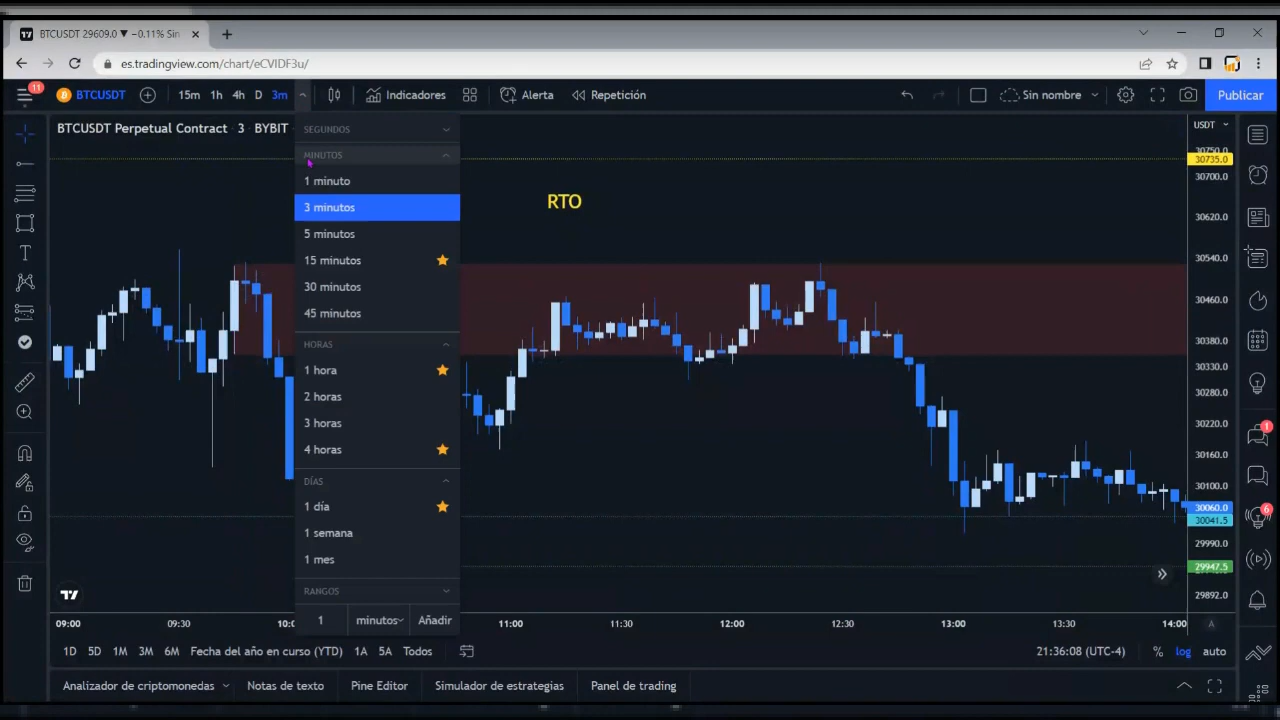 BTCUSDT 29609.0 ▼ −0.11% Sin
es.tradingview.com/chart/eCVIDF3u/
11
BTCUSDT
15m 1h 4h D 3m
Indicadores
Alerta
Repetición
Sin nombre
Publicar
BTCUSDT Perpetual Contract · 3 · BYBIT
USDT
SEGUNDOS
MINUTOS
1 minuto
3 minutos
5 minutos
15 minutos
30 minutos
45 minutos
HORAS
1 hora
2 horas
3 horas
4 horas
DÍAS
1 día
1 semana
1 mes
RANGOS
1 minutos Añadir
RTO
30750.0
30735.0
30700.0
30620.0
30540.0
30460.0
30380.0
30330.0
30280.0
30220.0
30160.0
30100.0
30060.0
30041.5
29990.0
29947.5
29892.0
1
6
09:00 09:30 10:0 11:00 11:30 12:00 12:30 13:00 13:30 14:00 A
1D 5D 1M 3M 6M Fecha del año en curso (YTD) 1A 5A Todos
21:36:08 (UTC-4) % log auto
Analizador de criptomonedas Notas de texto Pine Editor Simulador de estrategias Panel de trading